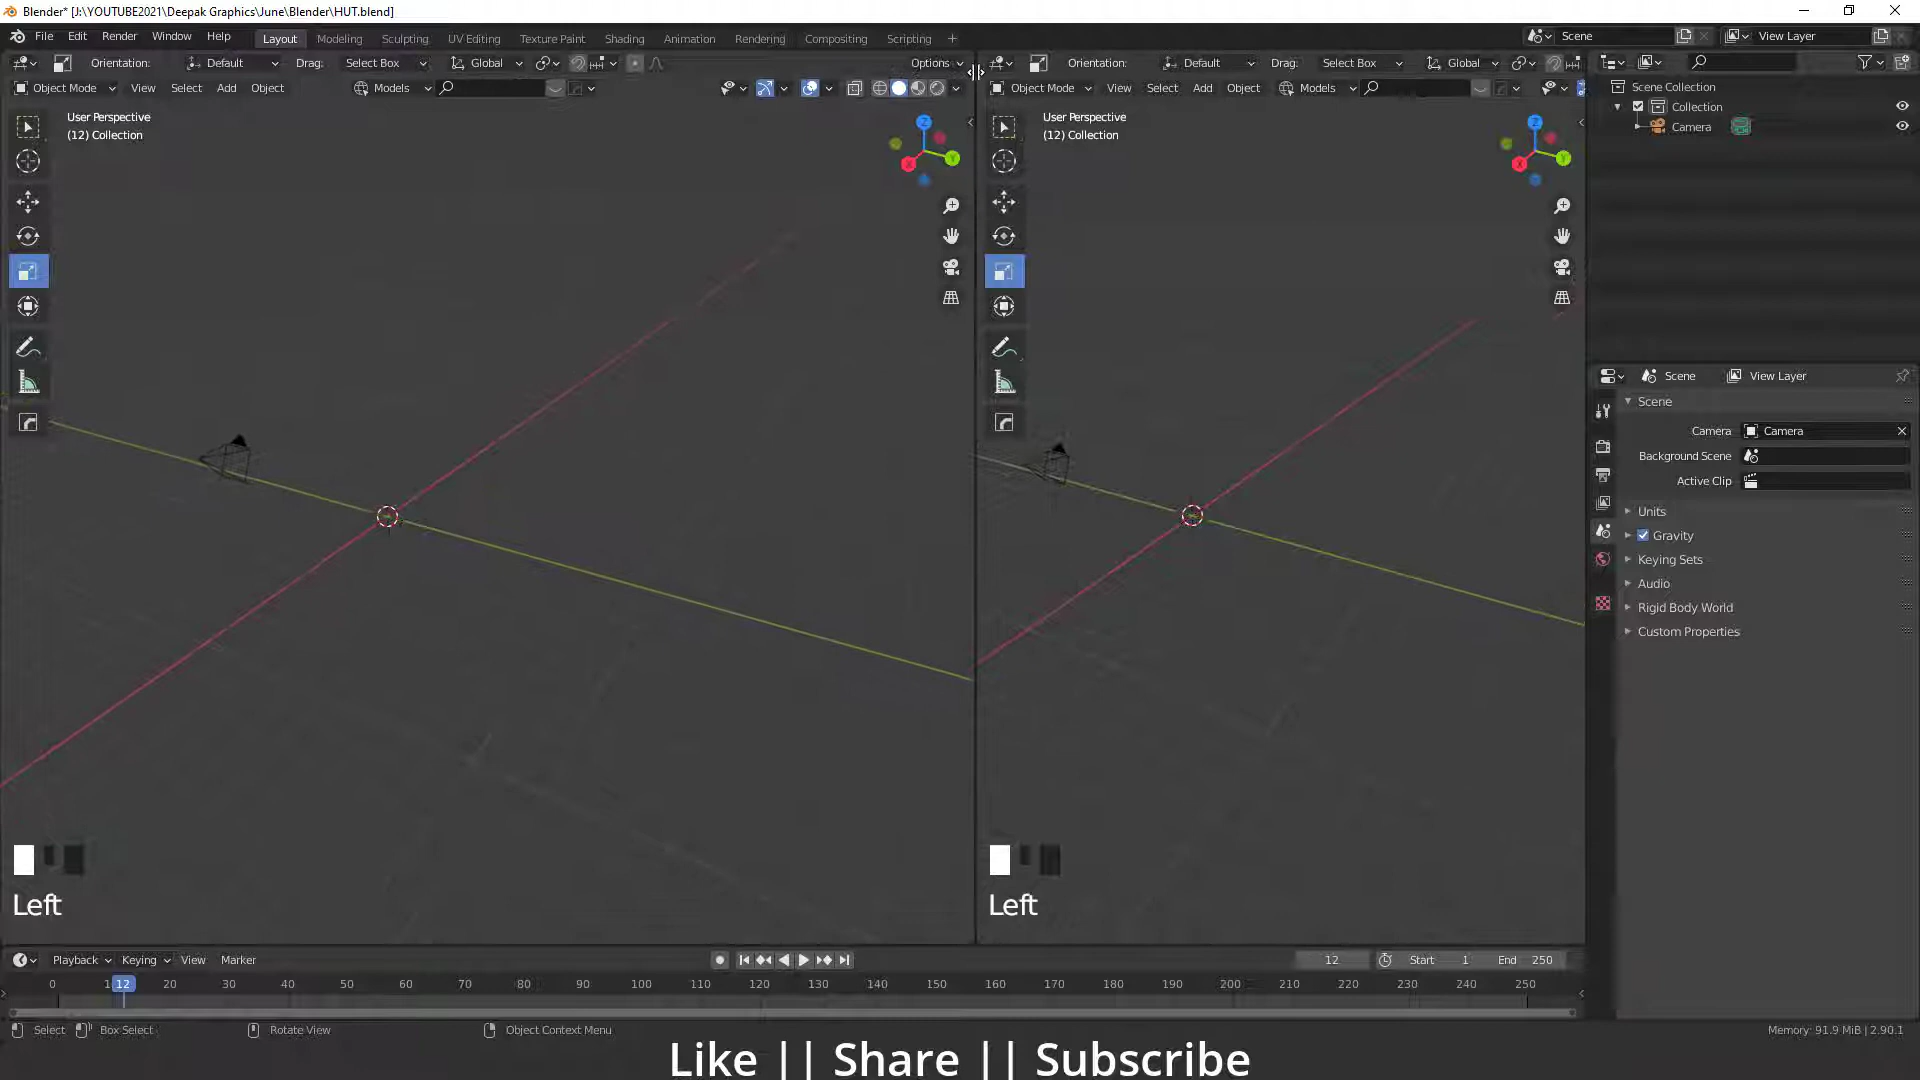 Blender* [J:\YOUTUBE2021\Deepak Graphics\June\Blender\HUT.blend]
File Edit Render Window Help Layout Modeling Sculpting UV Editing Texture Paint Shading Animation Rendering Compositing Scripting + Scene View Layer
Orientation: Default Drag: Select Box Global Options
Object Mode View Select Add Object Models
User Perspective
(12) Collection
Z
Y
X
Left
Orientation: Default Drag: Select Box Global
Object Mode View Select Add Object Models
User Perspective
(12) Collection
Z
Y
X
Left
Scene Collection
Collection
Camera
Scene View Layer
Scene
Camera Camera
Background Scene
Active Clip
Units
Gravity
Keying Sets
Audio
Rigid Body World
Custom Properties
Playback Keying View Marker 12 Start 1 End 250
0 1 12 20 30 40 50 60 70 80 90 100 110 120 130 140 150 160 170 180 190 200 210 220 230 240 250
Select Box Select Rotate View Object Context Menu Memory: 91.9 MiB | 2.90.1
Like || Share || Subscribe